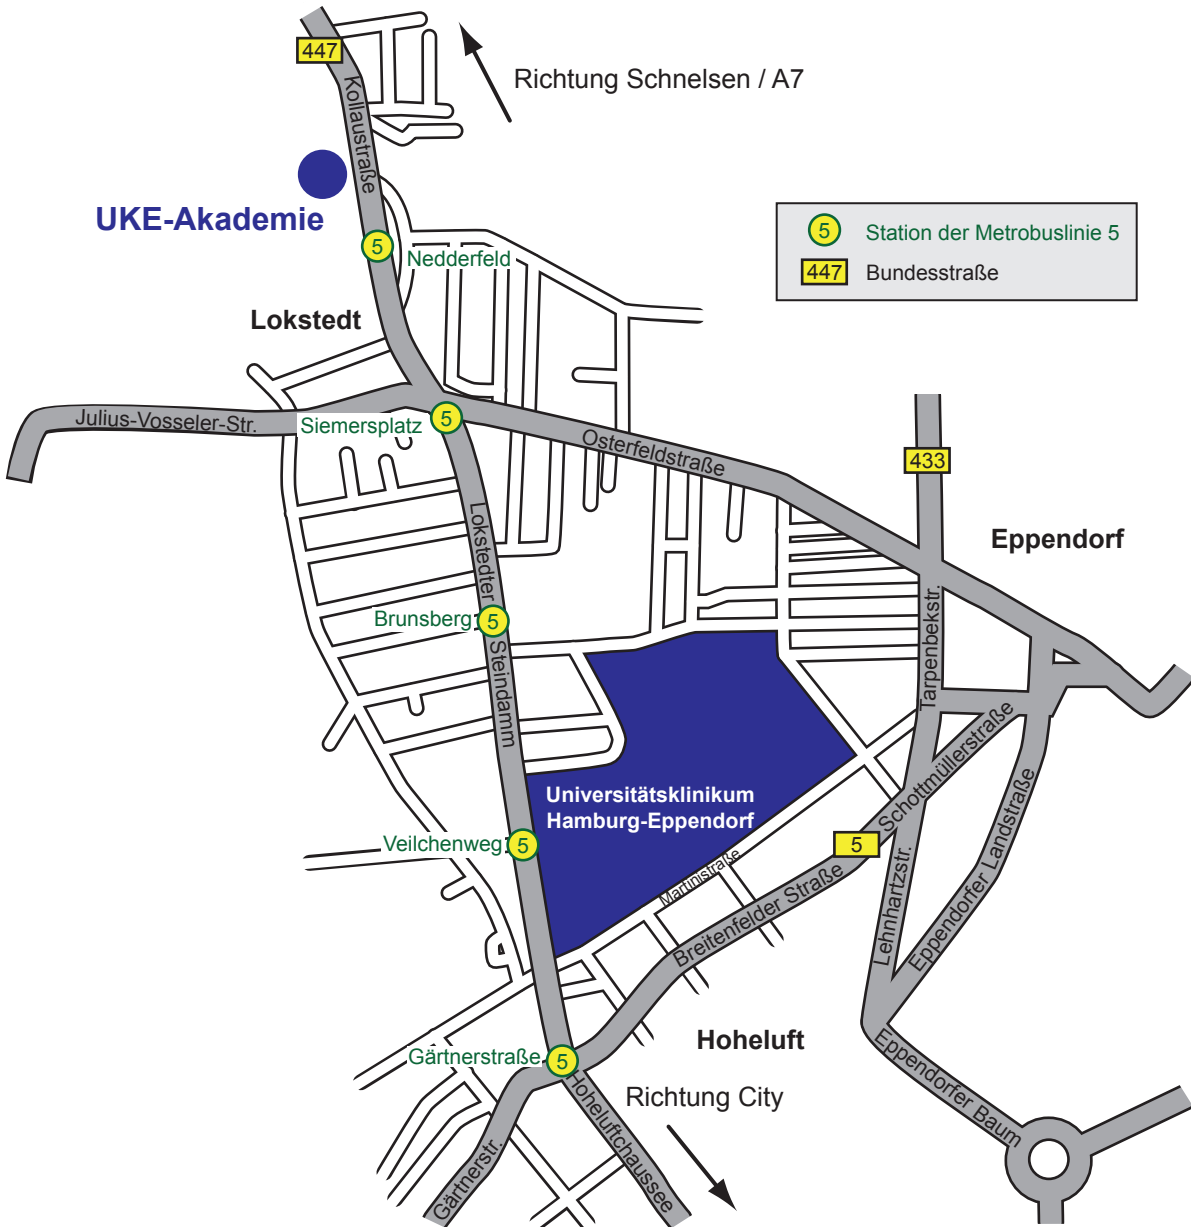 447
Richtung Schnelsen / A7
Kollaustraße
UKE-Akademie
5
Nedderfeld
5
Station der Metrobuslinie 5
447
Bundesstraße
Lokstedt
Julius-Vosseler-Str.
Siemersplatz
5
Osterfeldstraße
433
Eppendorf
Lokstedter
Steindamm
Brunsberg
5
Tarpenbekstr.
Schottmüllerstraße
Universitätsklinikum
Hamburg-Eppendorf
Veilchenweg
5
5
Martinistraße
Breitenfelder Straße
Lehnhartzstr.
Eppendorfer Landstraße
Hoheluft
Gärtnerstraße
5
Richtung City
Eppendorfer Baum
Hoheluftchaussee
Gärtnerstr.